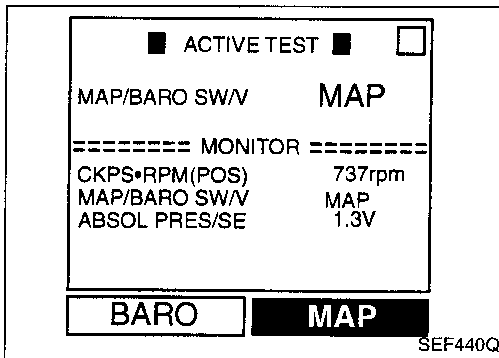 ■ ACTIVE TEST ■ □
MAP/BARO SW/V MAP
======== MONITOR ========
CKPS•RPM(POS) 737rpm
MAP/BARO SW/V MAP
ABSOL PRES/SE 1.3V
BARO MAP
SEF440Q